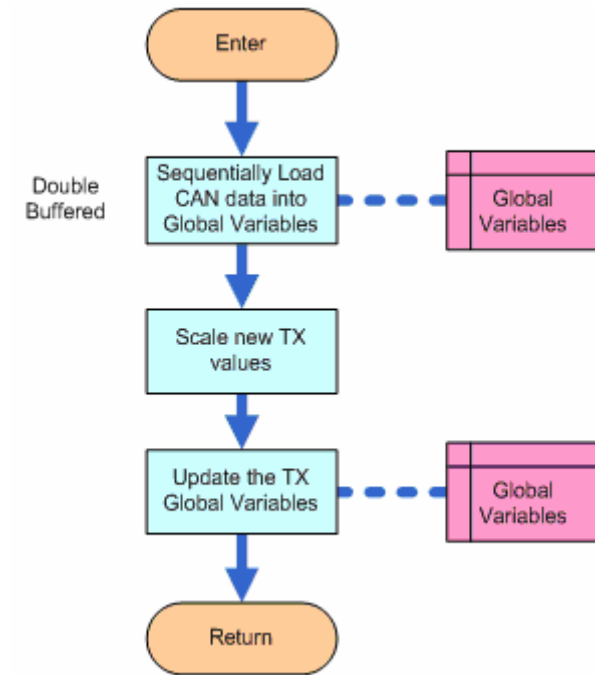 Enter
Double
Buffered
Sequentially Load
CAN data into
Global Variables
Global
Variables
Scale new TX
values
Update the TX
Global Variables
Global
Variables
Return